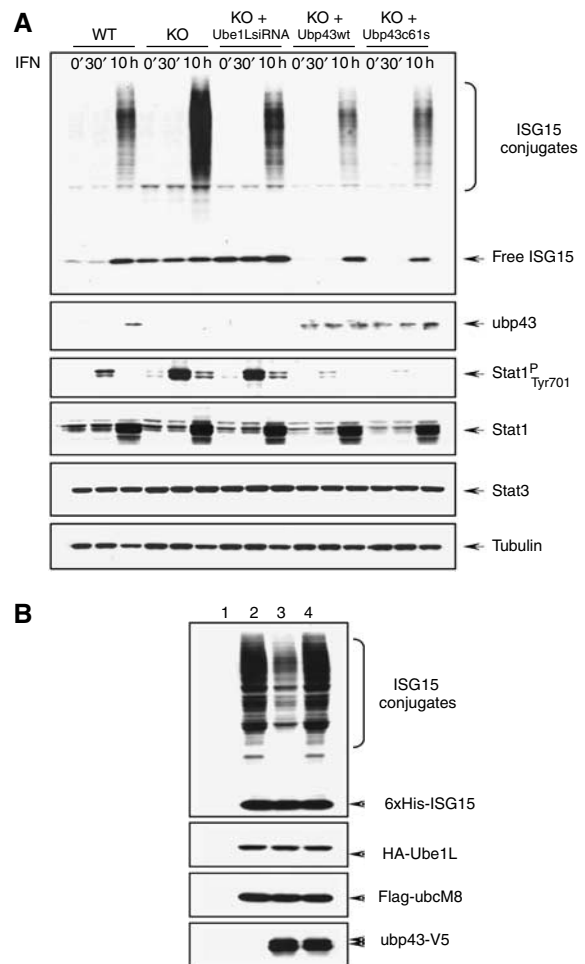 A
WT KO KO + Ube1LsiRNA KO + Ubp43wt KO + Ubp43c61s
IFN 0′ 30′ 10 h 0′ 30′ 10 h 0′ 30′ 10 h 0′ 30′ 10 h 0′ 30′ 10 h
ISG15 conjugates
Free ISG15
ubp43
Stat1 P Tyr701
Stat1
Stat3
Tubulin
B
1 2 3 4
ISG15 conjugates
6xHis-ISG15
HA-Ube1L
Flag-ubcM8
ubp43-V5